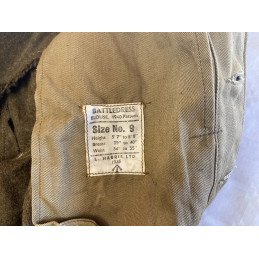 BATTLEDRESS
BLOUSE, 1940 Pattern
Size No. 9
Height 5' 7" to 5' 8"
Breast 39" to 40"
Waist 34" to 35"
L. HARRIS LTD
1945